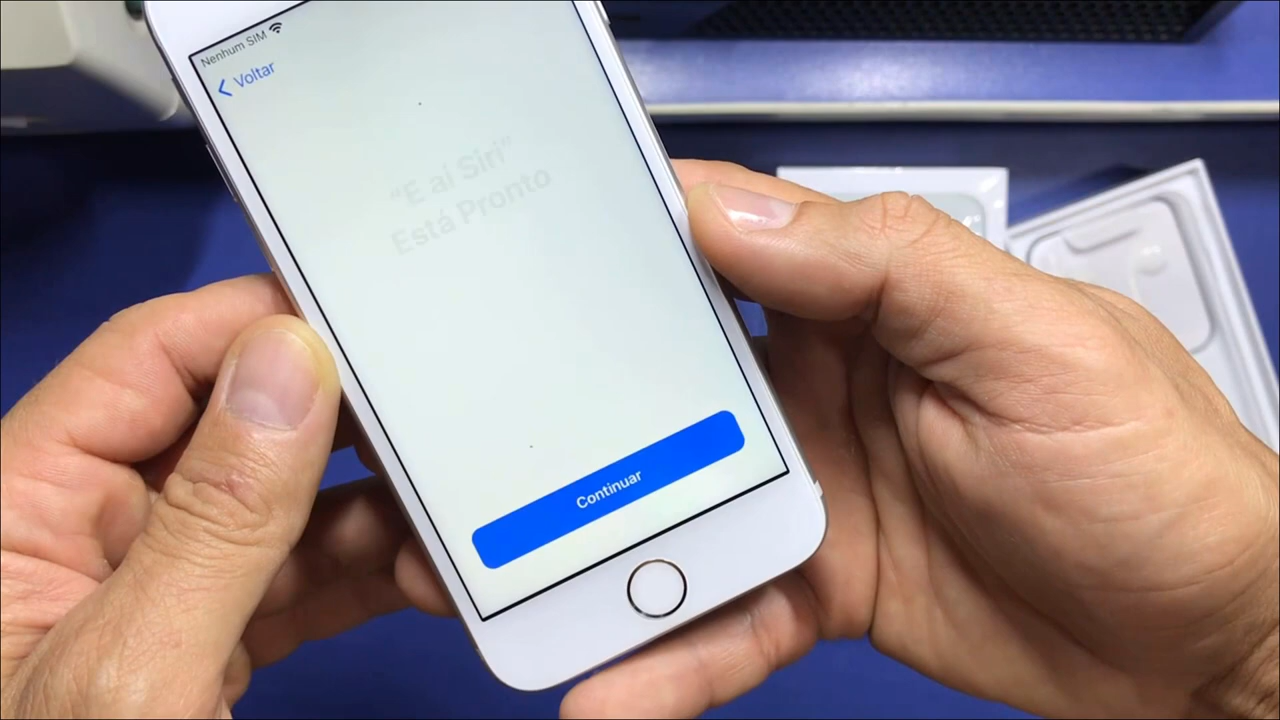 Nenhum SIM
Voltar
“E aí Siri”
Está Pronto
Continuar